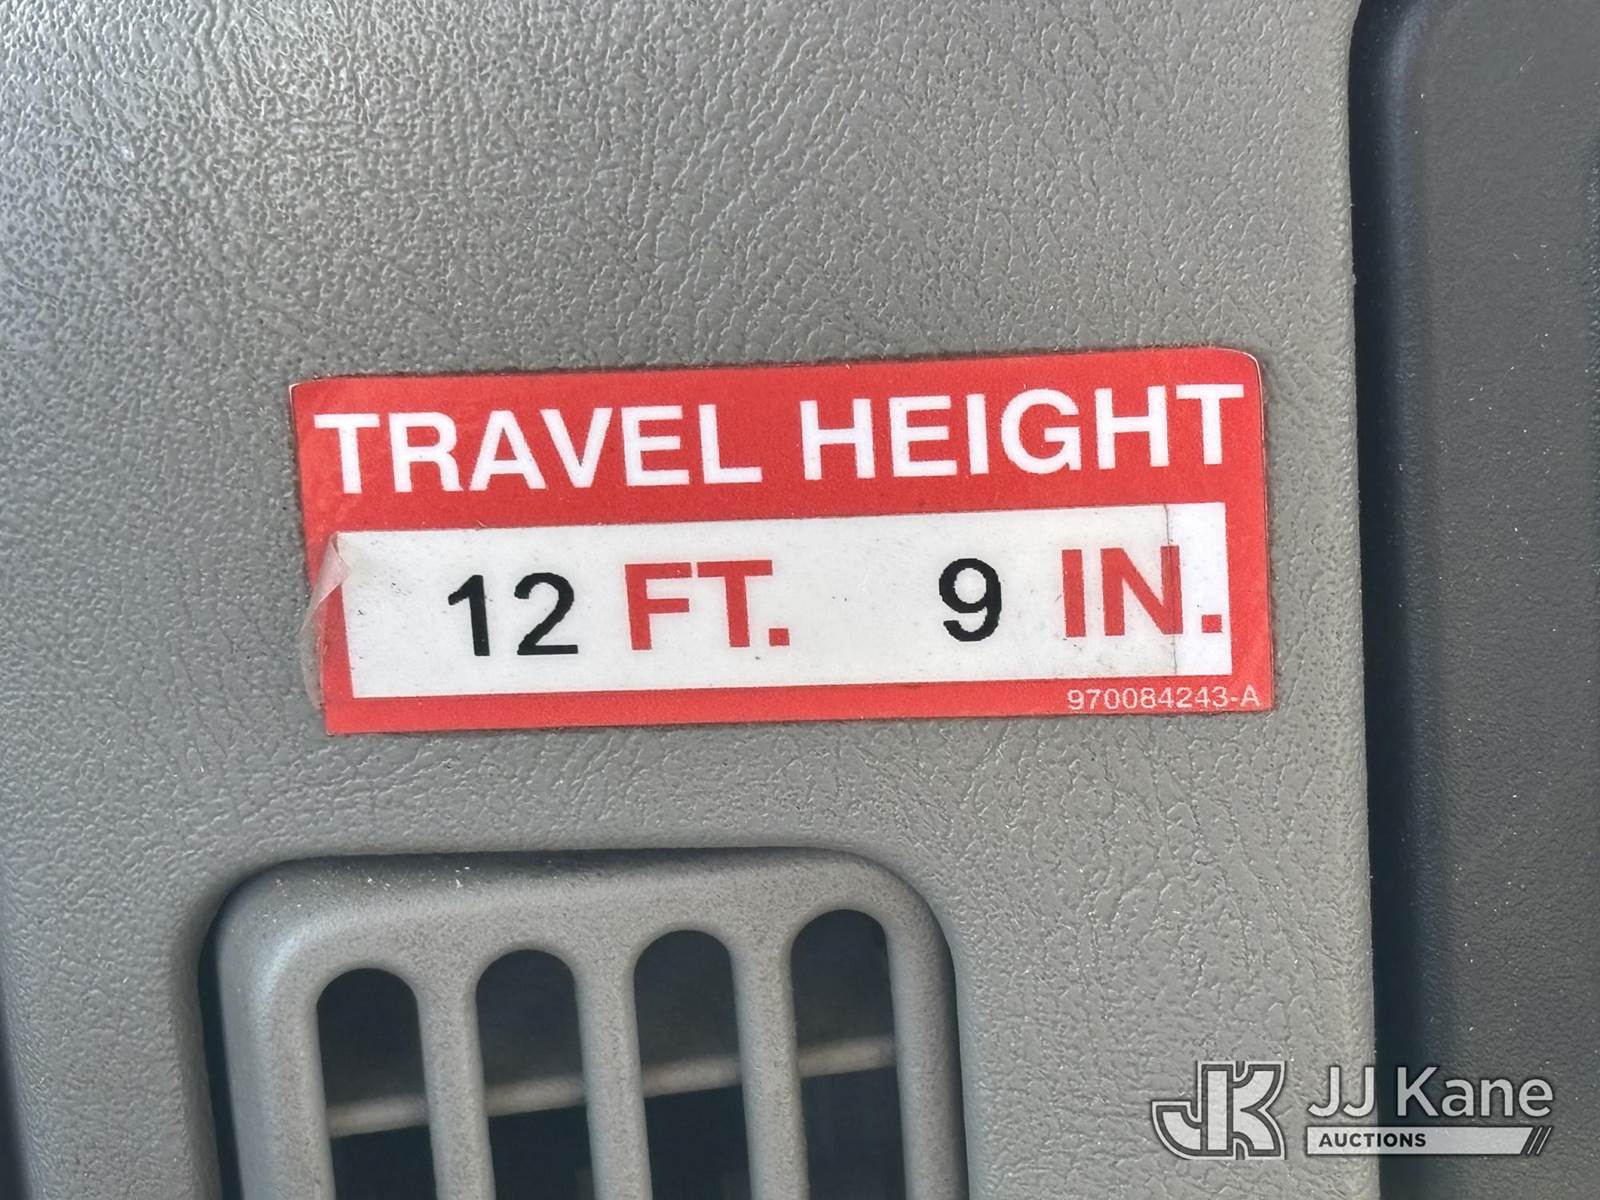 TRAVEL HEIGHT
12 FT. 9 IN.
970084243-A
JJ Kane
AUCTIONS